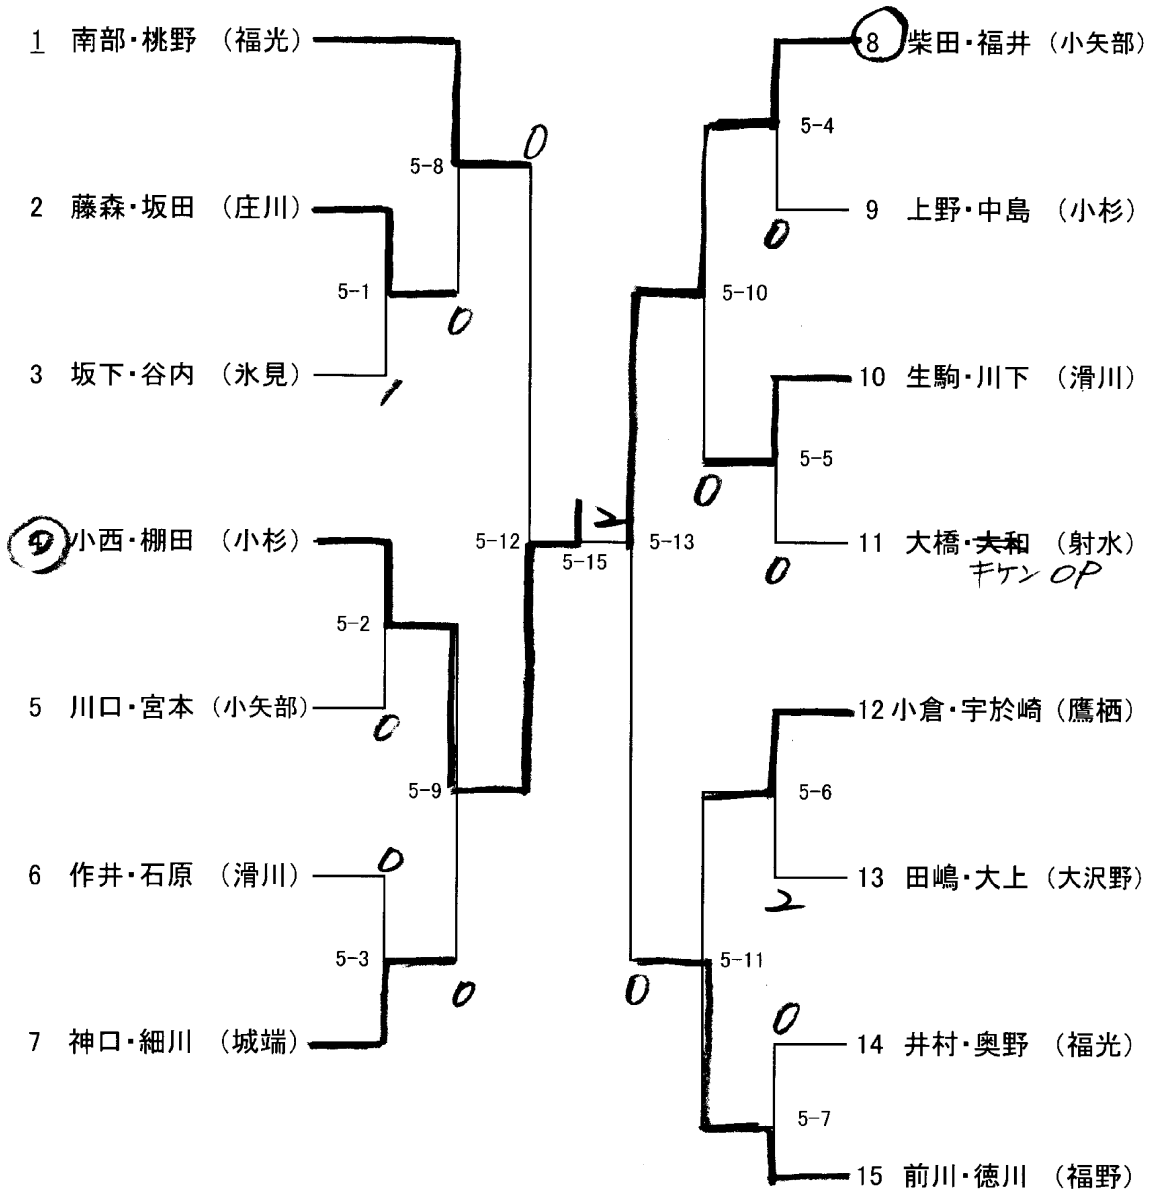 1 南部・桃野 (福光)
2 藤森・坂田 (庄川)
3 坂下・谷内 (氷見)
4 小西・棚田 (小杉)
5 川口・宮本 (小矢部)
6 作井・石原 (滑川)
7 神口・細川 (城端)
5-8
0
5-1
0
1
5-2
0
5-9
0
5-3
0
5-12
5-15
2
5-13
8 柴田・福井 (小矢部)
5-4
9 上野・中島 (小杉)
0
5-10
10 生駒・川下 (滑川)
5-5
0
11 大橋・大和 (射水)
キケン OP
0
12 小倉・宇於崎 (鷹栖)
5-6
13 田嶋・大上 (大沢野)
2
5-11
0
0
14 井村・奥野 (福光)
5-7
15 前川・徳川 (福野)